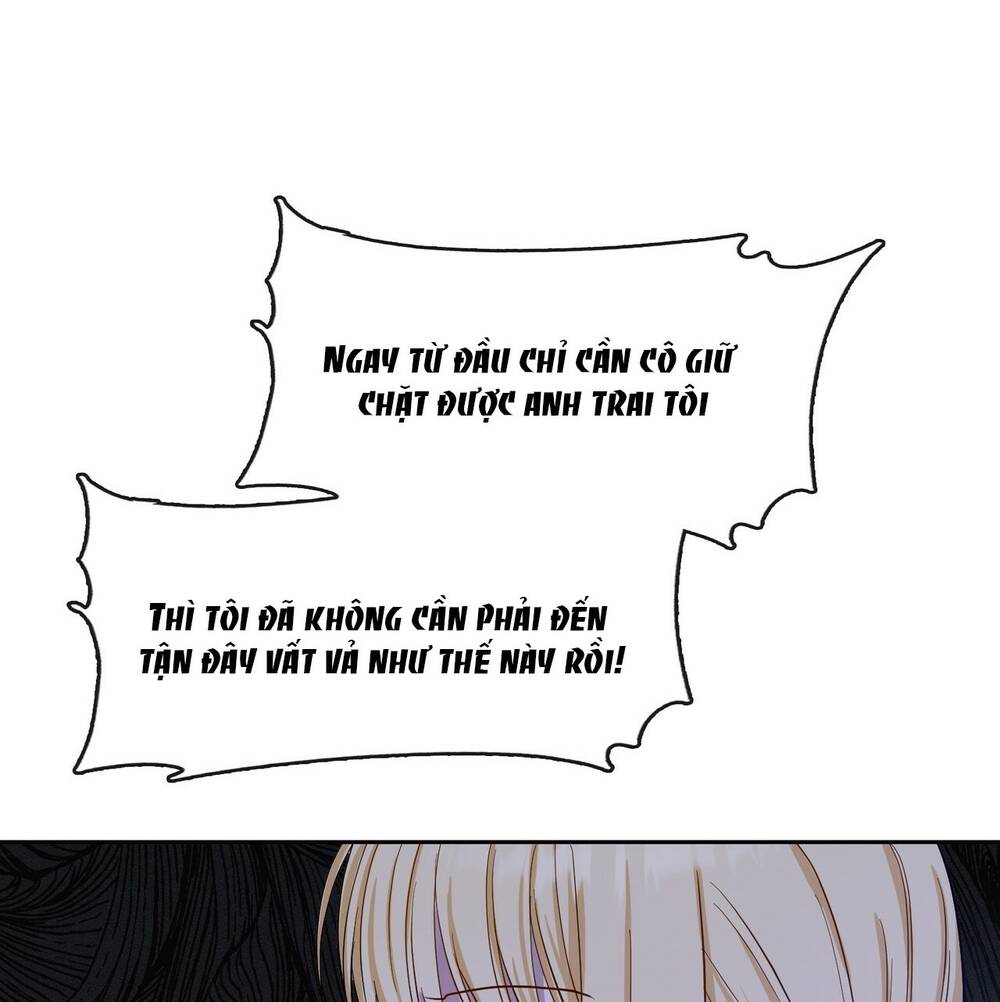 NGAY TỪ ĐẦU CHỈ CẦN CÔ GIỮ
CHẶT ĐƯỢC ANH TRAI TÔI
THÌ TÔI ĐÃ KHÔNG CẦN PHẢI ĐẾN
TẬN ĐÂY VẤT VẢ NHƯ THẾ NÀY RỒI!